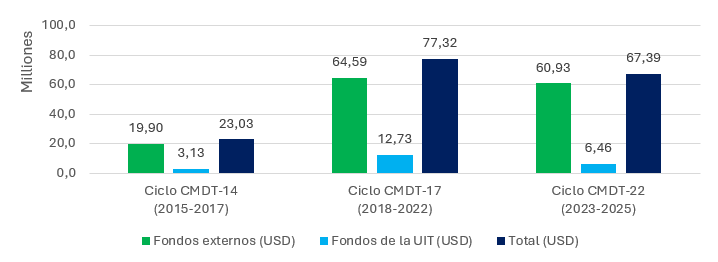 Milliones
100,0
80,0
60,0
40,0
20,0
0,0
19,90
3,13
23,03
64,59
12,73
77,32
60,93
6,46
67,39
Ciclo CMDT-14
(2015-2017)
Ciclo CMDT-17
(2018-2022)
Ciclo CMDT-22
(2023-2025)
Fondos externos (USD)
Fondos de la UIT (USD)
Total (USD)